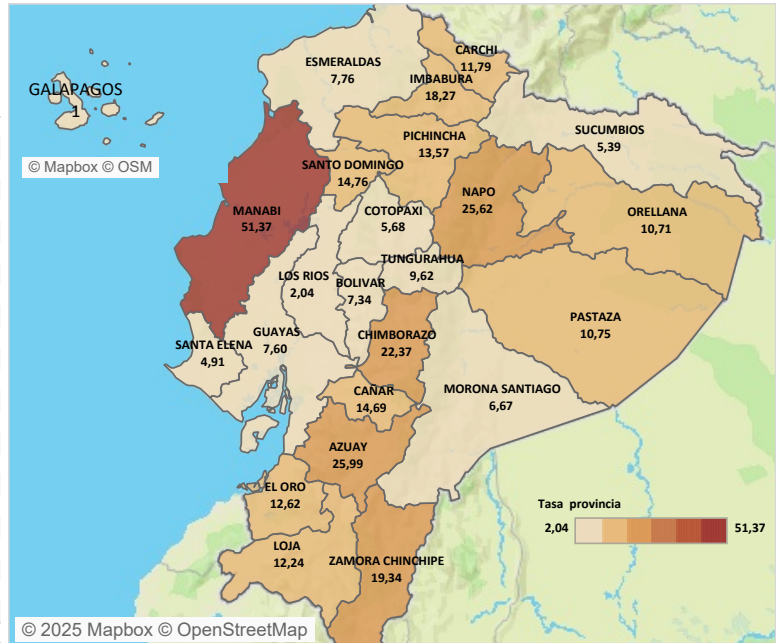 CARCHI
11,79
ESMERALDAS
7,76
IMBABURA
18,27
GALAPAGOS
1
PICHINCHA
13,57
SUCUMBIOS
5,39
© Mapbox © OSM
SANTO DOMINGO
14,76
NAPO
25,62
MANABI
51,37
COTOPAXI
5,68
ORELLANA
10,71
TUNGURAHUA
9,62
LOS RIOS
2,04
BOLIVAR
7,34
PASTAZA
10,75
GUAYAS
7,60
CHIMBORAZO
22,37
SANTA ELENA
4,91
CAÑAR
14,69
MORONA SANTIAGO
6,67
AZUAY
25,99
EL ORO
12,62
Tasa provincia
2,04 51,37
LOJA
12,24
ZAMORA CHINCHIPE
19,34
© 2025 Mapbox © OpenStreetMap